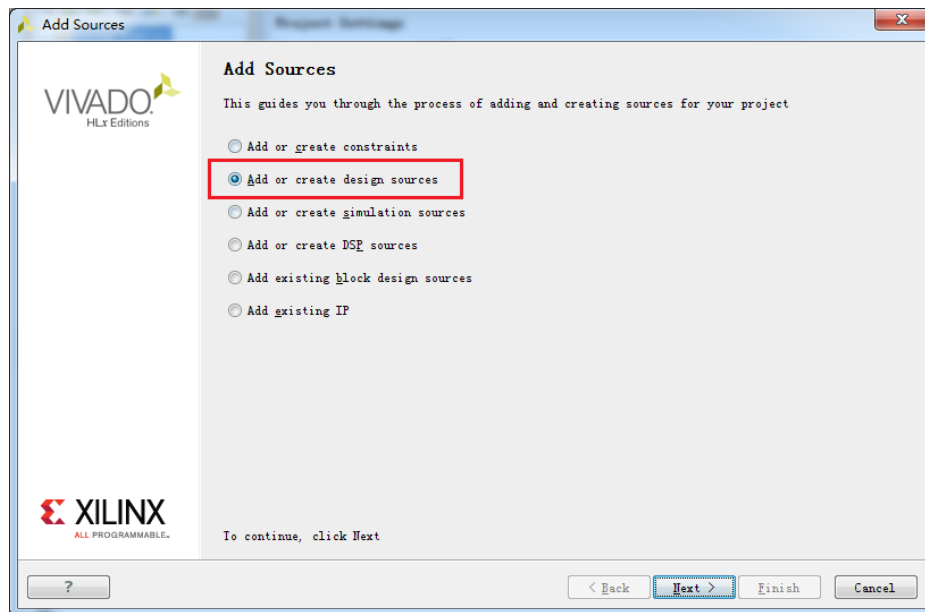 Add Sources
Project Settings
VIVADO.
HLx Editions
Add Sources
This guides you through the process of adding and creating sources for your project
Add or create constraints
Add or create design sources
Add or create simulation sources
Add or create DSP sources
Add existing block design sources
Add existing IP
XILINX
ALL PROGRAMMABLE.
To continue, click Next
?
< Back
Next >
Finish
Cancel